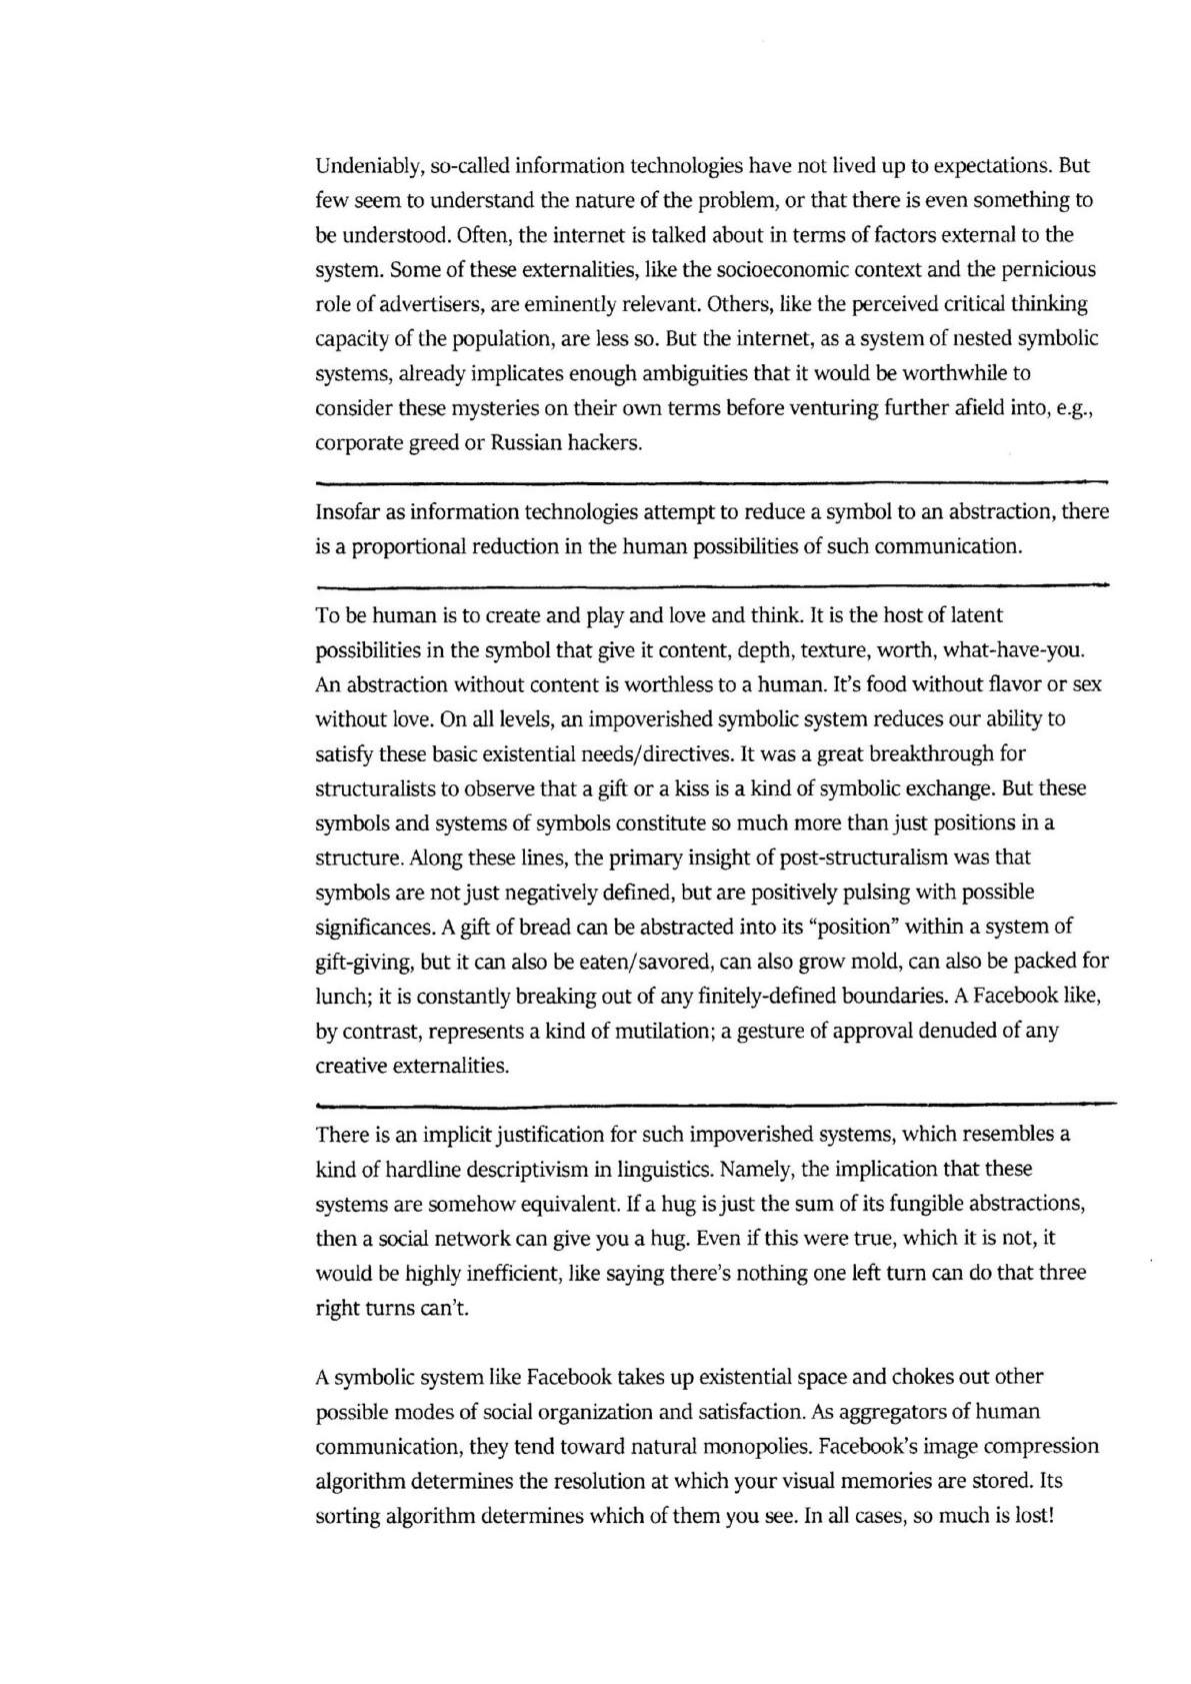 Undeniably, so-called information technologies have not lived up to expectations. But
few seem to understand the nature of the problem, or that there is even something to
be understood. Often, the internet is talked about in terms of factors external to the
system. Some of these externalities, like the socioeconomic context and the pernicious
role of advertisers, are eminently relevant. Others, like the perceived critical thinking
capacity of the population, are less so. But the internet, as a system of nested symbolic
systems, already implicates enough ambiguities that it would be worthwhile to
consider these mysteries on their own terms before venturing further afield into, e.g.,
corporate greed or Russian hackers.
Insofar as information technologies attempt to reduce a symbol to an abstraction, there
is a proportional reduction in the human possibilities of such communication.
To be human is to create and play and love and think. It is the host of latent
possibilities in the symbol that give it content, depth, texture, worth, what-have-you.
An abstraction without content is worthless to a human. It’s food without flavor or sex
without love. On all levels, an impoverished symbolic system reduces our ability to
satisfy these basic existential needs/directives. It was a great breakthrough for
structuralists to observe that a gift or a kiss is a kind of symbolic exchange. But these
symbols and systems of symbols constitute so much more than just positions in a
structure. Along these lines, the primary insight of post-structuralism was that
symbols are not just negatively defined, but are positively pulsing with possible
significances. A gift of bread can be abstracted into its “position” within a system of
gift-giving, but it can also be eaten/savored, can also grow mold, can also be packed for
lunch; it is constantly breaking out of any finitely-defined boundaries. A Facebook like,
by contrast, represents a kind of mutilation; a gesture of approval denuded of any
creative externalities.
There is an implicit justification for such impoverished systems, which resembles a
kind of hardline descriptivism in linguistics. Namely, the implication that these
systems are somehow equivalent. If a hug is just the sum of its fungible abstractions,
then a social network can give you a hug. Even if this were true, which it is not, it
would be highly inefficient, like saying there’s nothing one left turn can do that three
right turns can’t.
A symbolic system like Facebook takes up existential space and chokes out other
possible modes of social organization and satisfaction. As aggregators of human
communication, they tend toward natural monopolies. Facebook’s image compression
algorithm determines the resolution at which your visual memories are stored. Its
sorting algorithm determines which of them you see. In all cases, so much is lost!